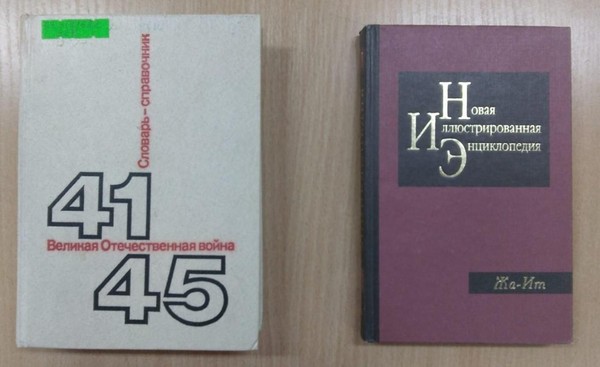 Словарь-справочник
41
Великая Отечественная война
45
Новая
Иллюстрированная
Энциклопедия
Жа-Ит